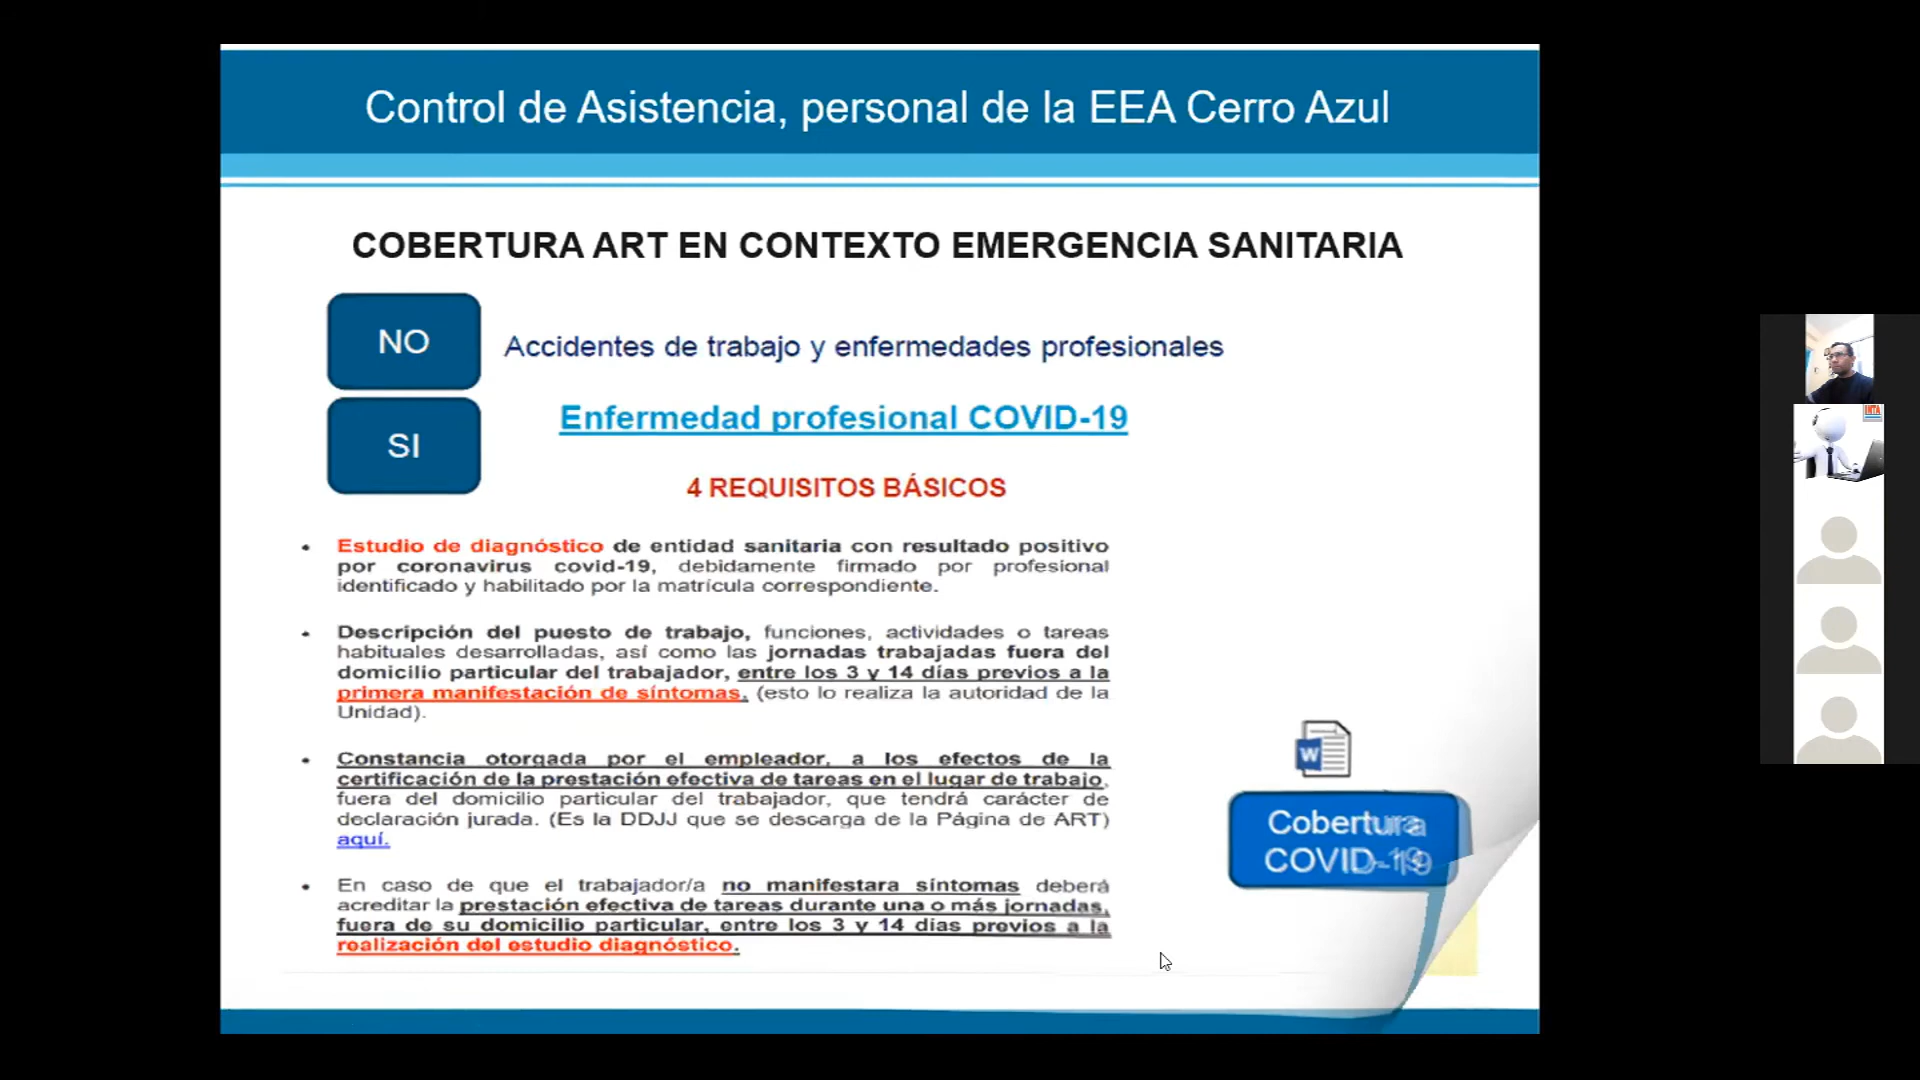 Control de Asistencia, personal de la EEA Cerro Azul
COBERTURA ART EN CONTEXTO EMERGENCIA SANITARIA
NO
Accidentes de trabajo y enfermedades profesionales
SI
Enfermedad profesional COVID-19
4 REQUISITOS BÁSICOS
• Estudio de diagnóstico de entidad sanitaria con resultado positivo
por coronavirus covid-19, debidamente firmado por profesional
identificado y habilitado por la matrícula correspondiente.
• Descripción del puesto de trabajo, funciones, actividades o tareas
habituales desarrolladas, así como las jornadas trabajadas fuera del
domicilio particular del trabajador, entre los 3 y 14 días previos a la
primera manifestación de síntomas, (esto lo realiza la autoridad de la
Unidad).
• Constancia otorgada por el empleador, a los efectos de la
certificación de la prestación efectiva de tareas en el lugar de trabajo,
fuera del domicilio particular del trabajador, que tendrá carácter de
declaración jurada. (Es la DDJJ que se descarga de la Página de ART)
aquí.
• En caso de que el trabajador/a no manifestara síntomas deberá
acreditar la prestación efectiva de tareas durante una o más jornadas,
fuera de su domicilio particular, entre los 3 y 14 días previos a la
realización del estudio diagnóstico.
W
Cobertura
COVID-19
INTA